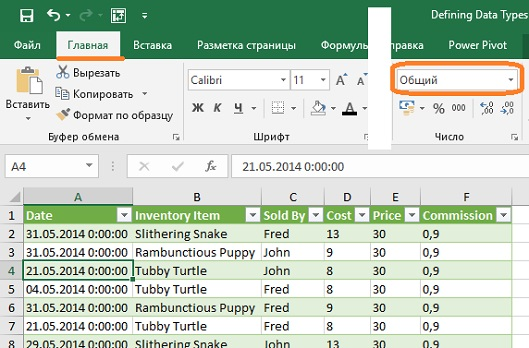 Defining Data Types
Файл Главная Вставка Разметка страницы Формулы правка Power Pivot
Вставить
Вырезать
Копировать
Формат по образцу
Буфер обмена
Calibri 11 A A
Ж К Ч A
Шрифт
Общий
% 000 ,00
Число
A4 fx 21.05.2014 0:00:00
A B C D E F
1 Date Inventory Item Sold By Cost Price Commission
2 31.05.2014 0:00:00 Slithering Snake Fred 13 30 0,9
3 31.05.2014 0:00:00 Rambunctious Puppy John 9 30 0,9
4 21.05.2014 0:00:00 Tubby Turtle John 8 30 0,9
5 04.05.2014 0:00:00 Tubby Turtle Fred 8 30 0,9
6 31.05.2014 0:00:00 Rambunctious Puppy Fred 9 30 0,9
7 21.05.2014 0:00:00 Tubby Turtle John 8 30 0,9
8 29.05.2014 0:00:00 Slithering Snake John 13 30 0,9